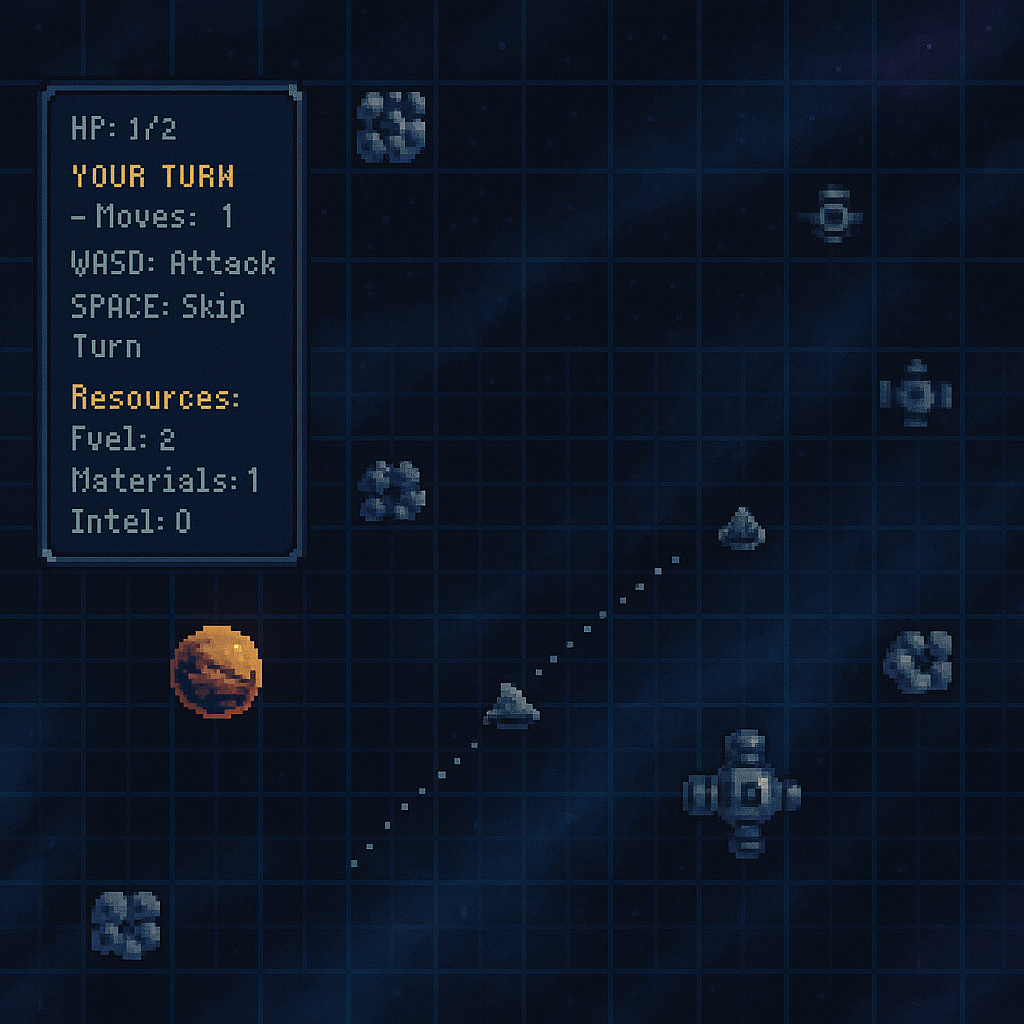 HP: 1/2
YOUR TURN
– Moves: 1
WASD: Attack
SPACE: Skip
Turn
Resources:
Fvel: 2
Materials: 1
Intel: 0